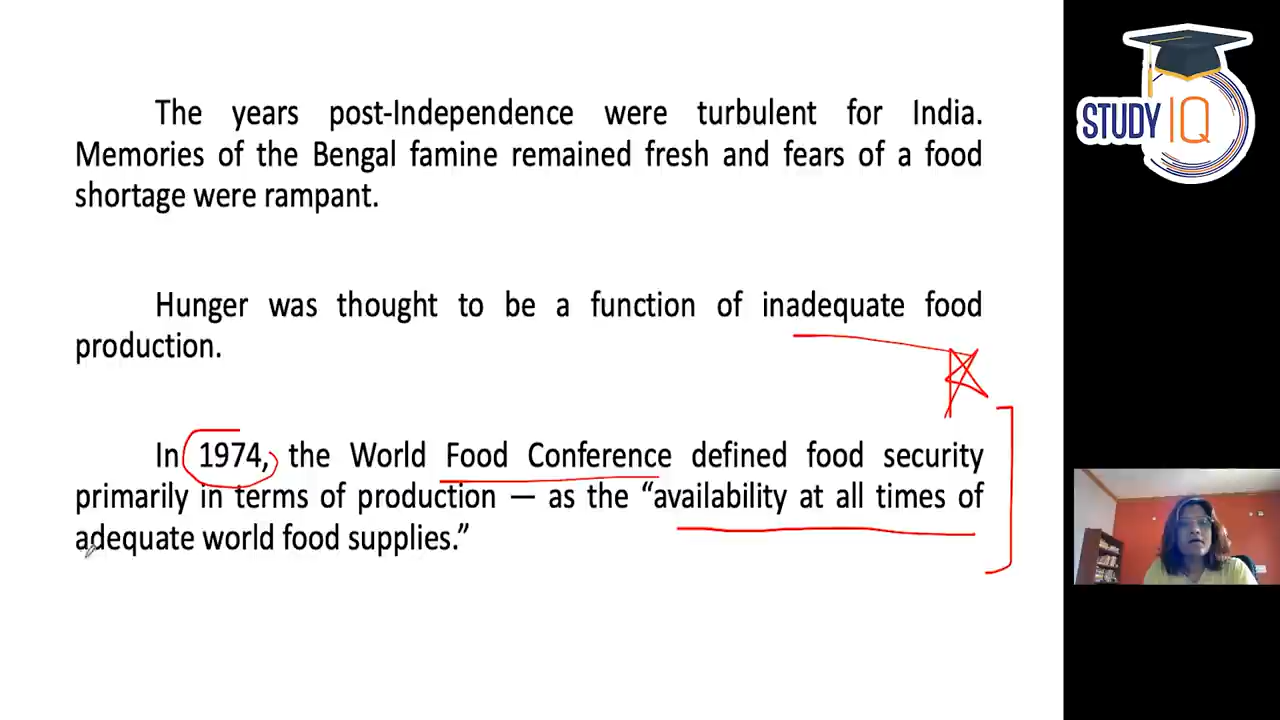 The years post-Independence were turbulent for India.
Memories of the Bengal famine remained fresh and fears of a food
shortage were rampant.
Hunger was thought to be a function of inadequate food
production.
In 1974, the World Food Conference defined food security
primarily in terms of production — as the “availability at all times of
adequate world food supplies.”
STUDY IQ